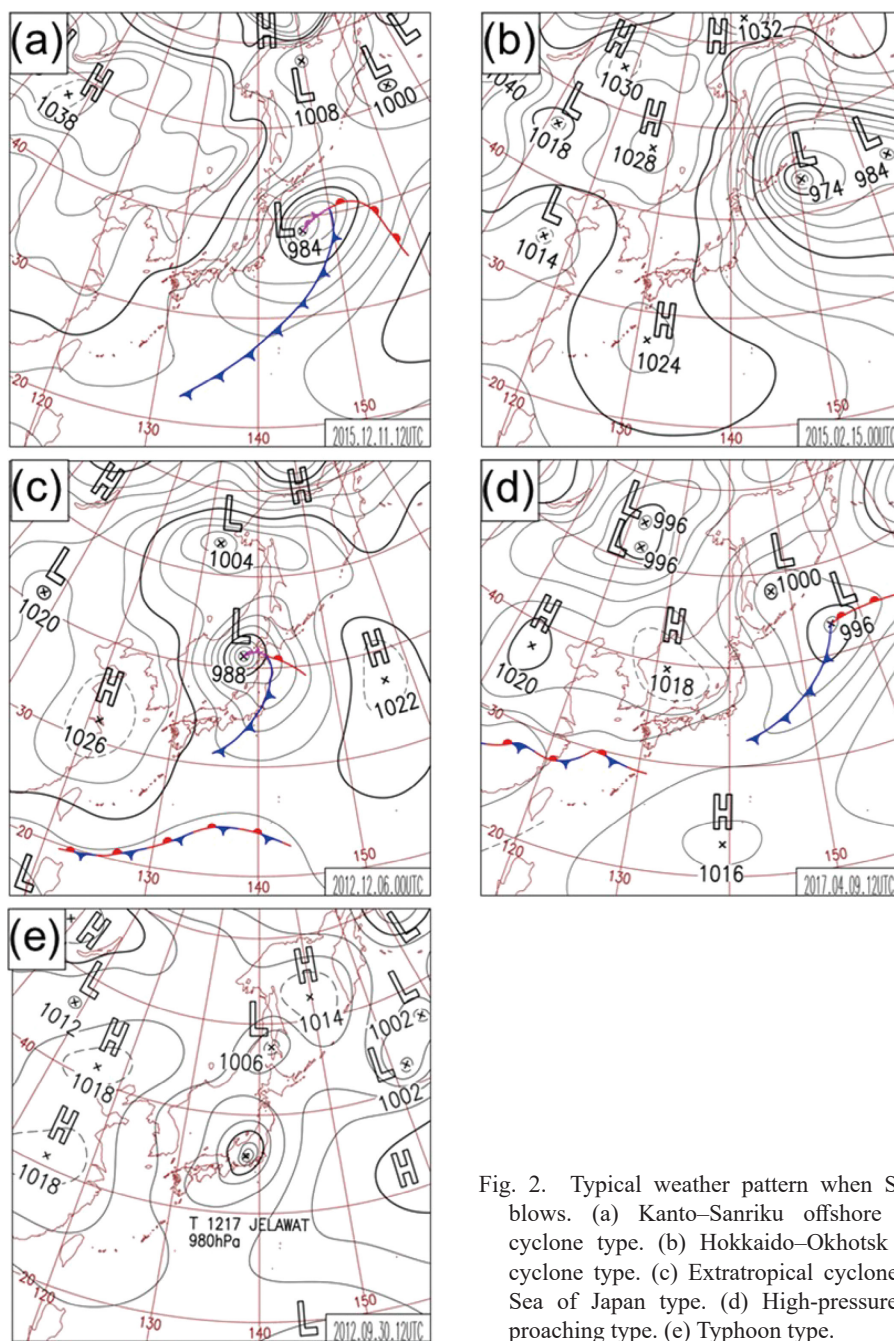 (a)
H
H
1038
L
1008
L
1000
L
40
L
984
30
20
130
140
150
2015.12.11.12UTC
(b)
H
1032
H
1030
1040
L
1018
H
1028
L
974
L
984
40
L
1014
30
H
1024
20
130
140
150
2015.02.15.00UTC
(c)
H
H
L
1004
L
1020
40
L
988
H
1022
H
1026
30
20
L
130
140
150
2012.12.06.00UTC
(d)
L
996
L
996
L
1000
L
996
40
H
1020
H
1018
30
H
1016
20
130
140
150
2017.04.09.12UTC
(e)
H
L
L
1012
H
1014
L
1002
L
1006
L
1002
H
1018
40
H
1018
H
30
T 1217 JELAWAT
980hPa
20
L
130
140
150
2012.09.30.12UTC
Fig. 2. Typical weather pattern when S
blows. (a) Kanto–Sanriku offshore
cyclone type. (b) Hokkaido–Okhotsk
cyclone type. (c) Extratropical cyclone
Sea of Japan type. (d) High-pressure
proaching type. (e) Typhoon type.